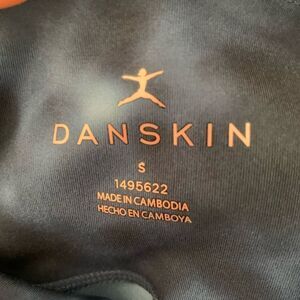 DANSKIN
S
1495622
MADE IN CAMBODIA
HECHO EN CAMBOYA